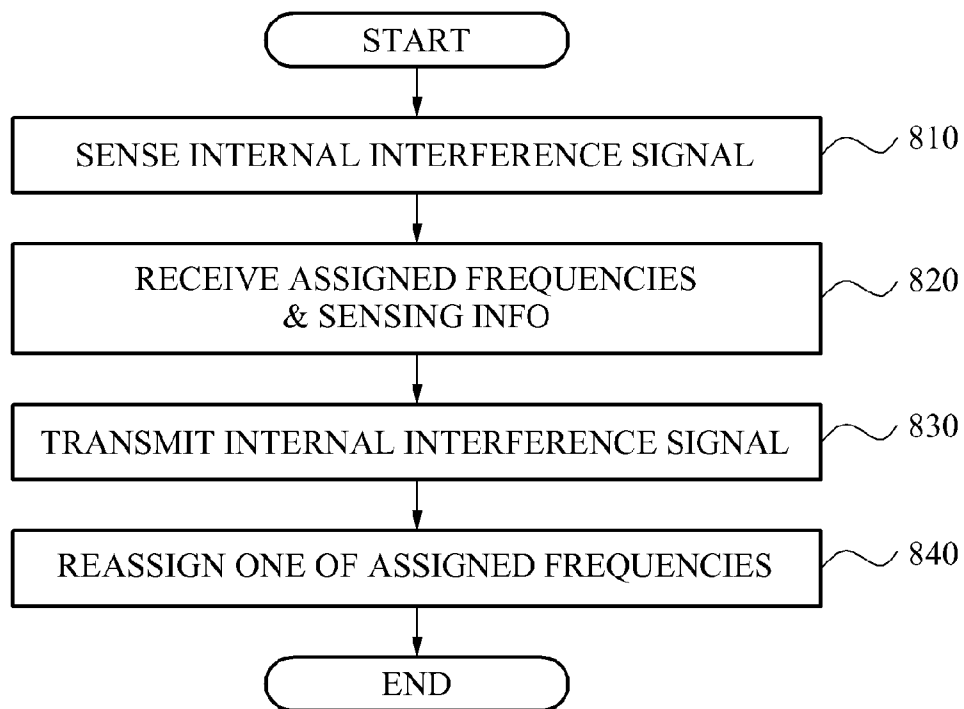 START
SENSE INTERNAL INTERFERENCE SIGNAL
810
RECEIVE ASSIGNED FREQUENCIES
& SENSING INFO
820
TRANSMIT INTERNAL INTERFERENCE SIGNAL
830
REASSIGN ONE OF ASSIGNED FREQUENCIES
840
END